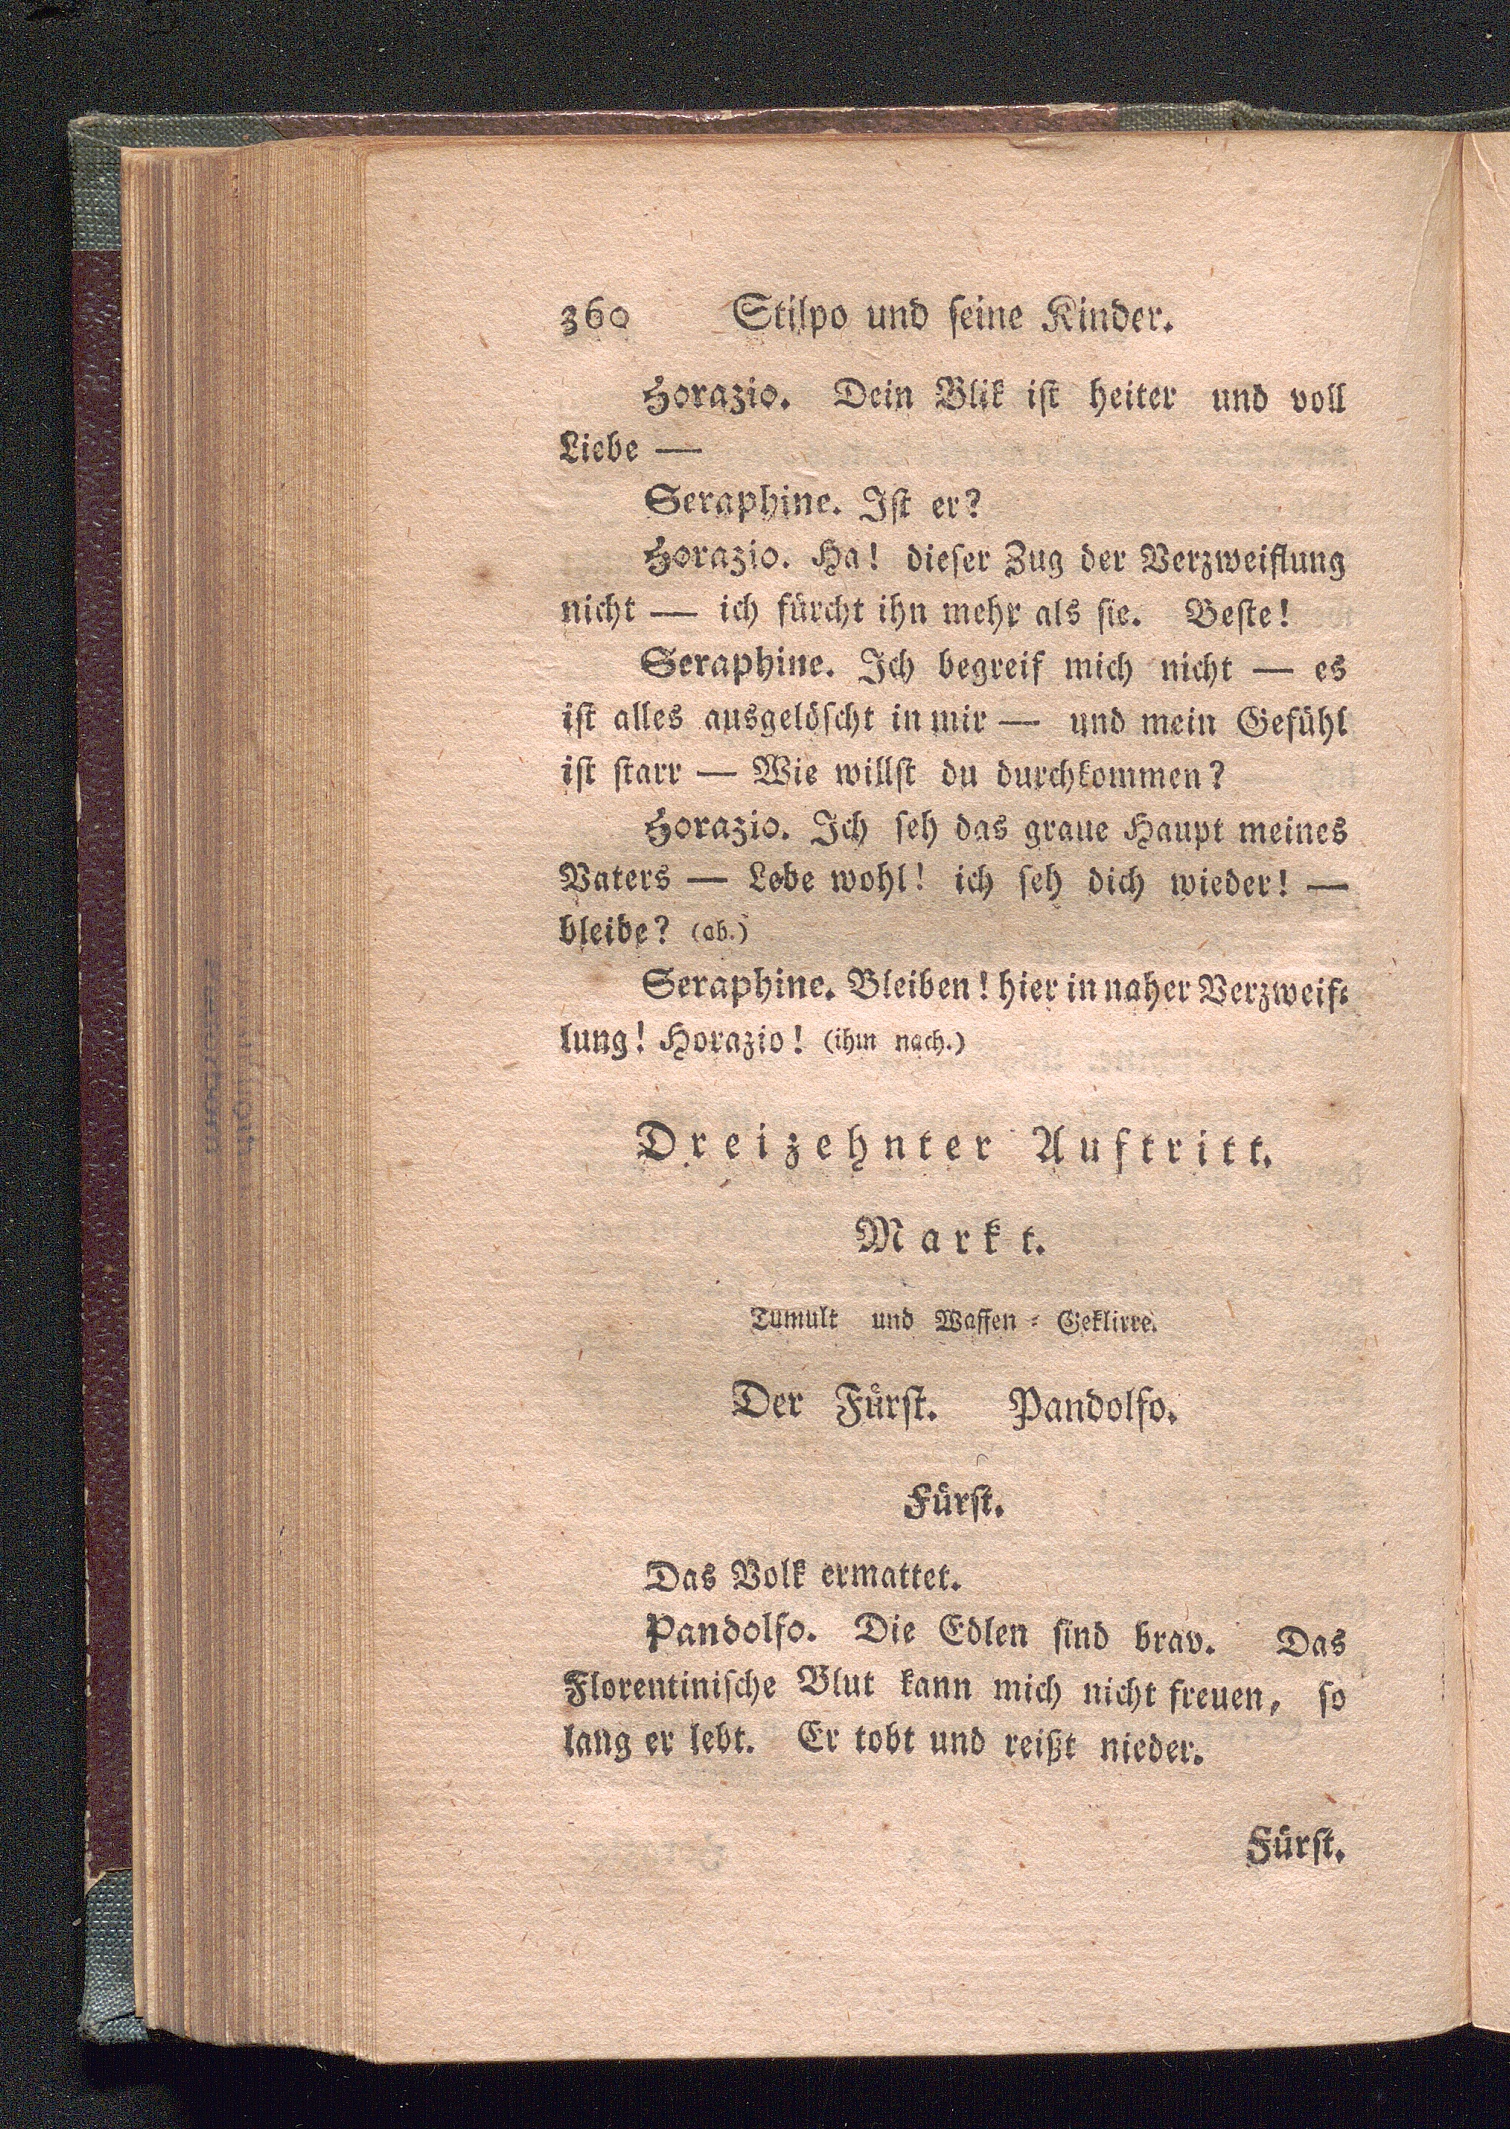 360 Stilpo und ſeine Kinder.
Horazio. Dein Blik iſt heiter und voll
Liebe —
Seraphine. Iſt er?
Horazio. Ha! dieſer Zug der Verzweiflung
nicht — ich fürcht ihn mehr als ſie. Beſte!
Seraphine. Ich begreif mich nicht — es
iſt alles ausgelöſcht in mir — und mein Gefühl
iſt ſtarr — Wie willſt du durchkommen?
Horazio. Ich ſeh das graue Haupt meines
Vaters — Lebe wohl! ich ſeh dich wieder! —
bleibe? (ab.)
Seraphine. Bleiben! hier in naher Verzweif⸗
lung! Horazio! (ihm nach.)
Dreizehnter Auftritt.
Markt.
Tumult und Waffen ⸗ Geklirre.
Der Fürſt. Pandolfo.
Fürſt.
Das Volk ermattet.
Pandolfo. Die Edlen ſind brav. Das
Florentiniſche Blut kann mich nicht freuen, ſo
lang er lebt. Er tobt und reißt nieder.
Fürſt.